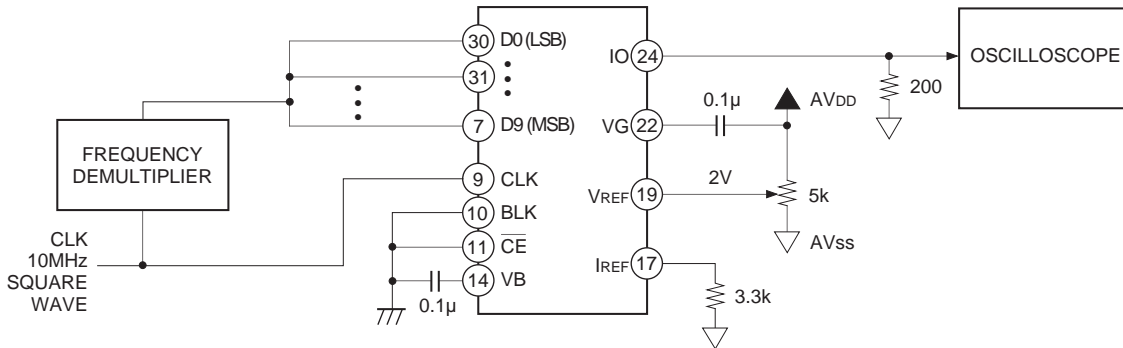 30 D0 (LSB)
31
7 D9 (MSB)
9 CLK
10 BLK
11 CE
14 VB
0.1µ
FREQUENCY
DEMULTIPLIER
CLK
10MHz
SQUARE
WAVE
IO 24
OSCILLOSCOPE
200
0.1µ
AVDD
VG 22
VREF 19
2V
5k
AVss
IREF 17
3.3k